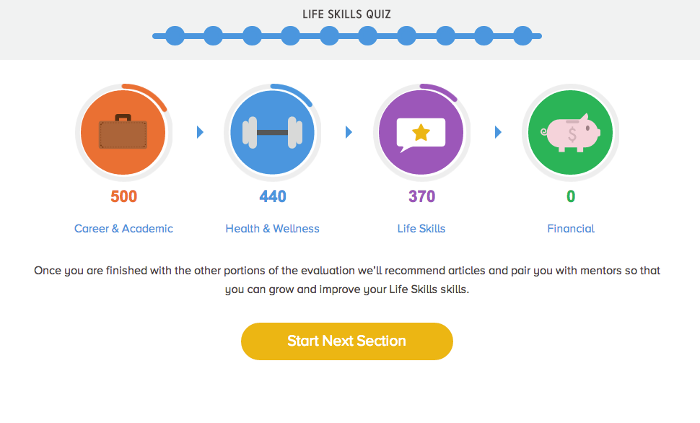 LIFE SKILLS QUIZ
500
440
370
0
Career & Academic
Health & Wellness
Life Skills
Financial
$
Once you are finished with the other portions of the evaluation we'll recommend articles and pair you with mentors so that
you can grow and improve your Life Skills skills.
Start Next Section